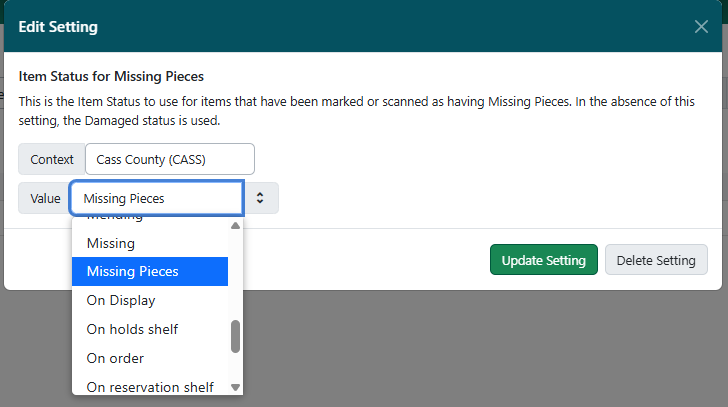 Edit Setting
Item Status for Missing Pieces
This is the Item Status to use for items that have been marked or scanned as having Missing Pieces. In the absence of this
setting, the Damaged status is used.
Context Cass County (CASS)
Value Missing Pieces
Mending
Missing
Missing Pieces
On Display
On holds shelf
On order
On reservation shelf
Update Setting Delete Setting